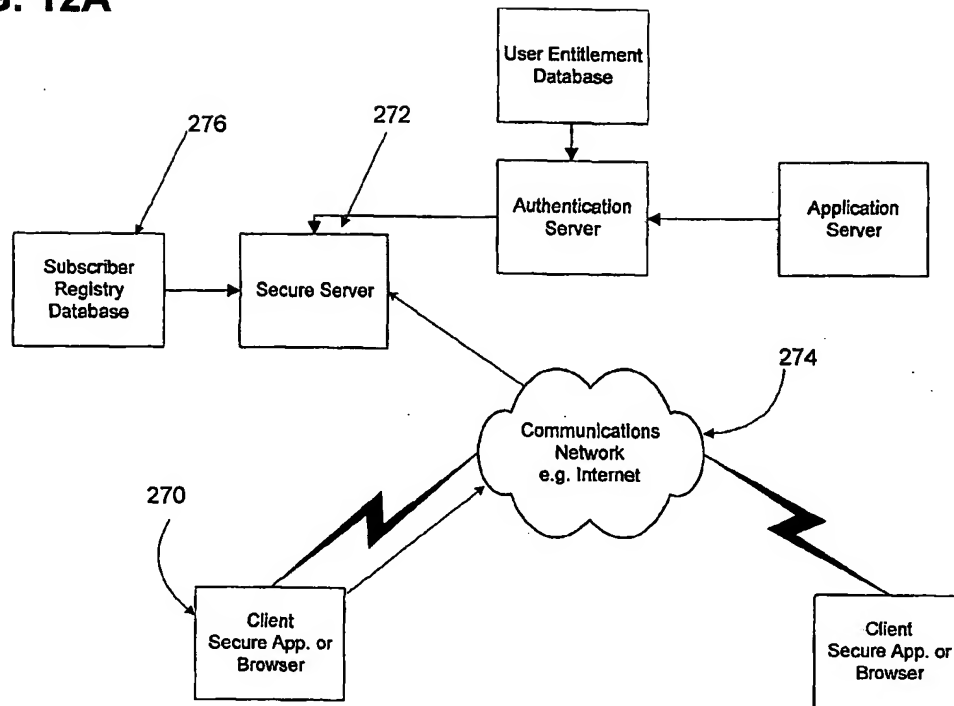 User Entitlement
Database
276
272
Authentication
Server
Application
Server
Subscriber
Registry
Database
Secure Server
274
Communications
Network
e.g. Internet
270
Client
Secure App. or
Browser
Client
Secure App. or
Browser